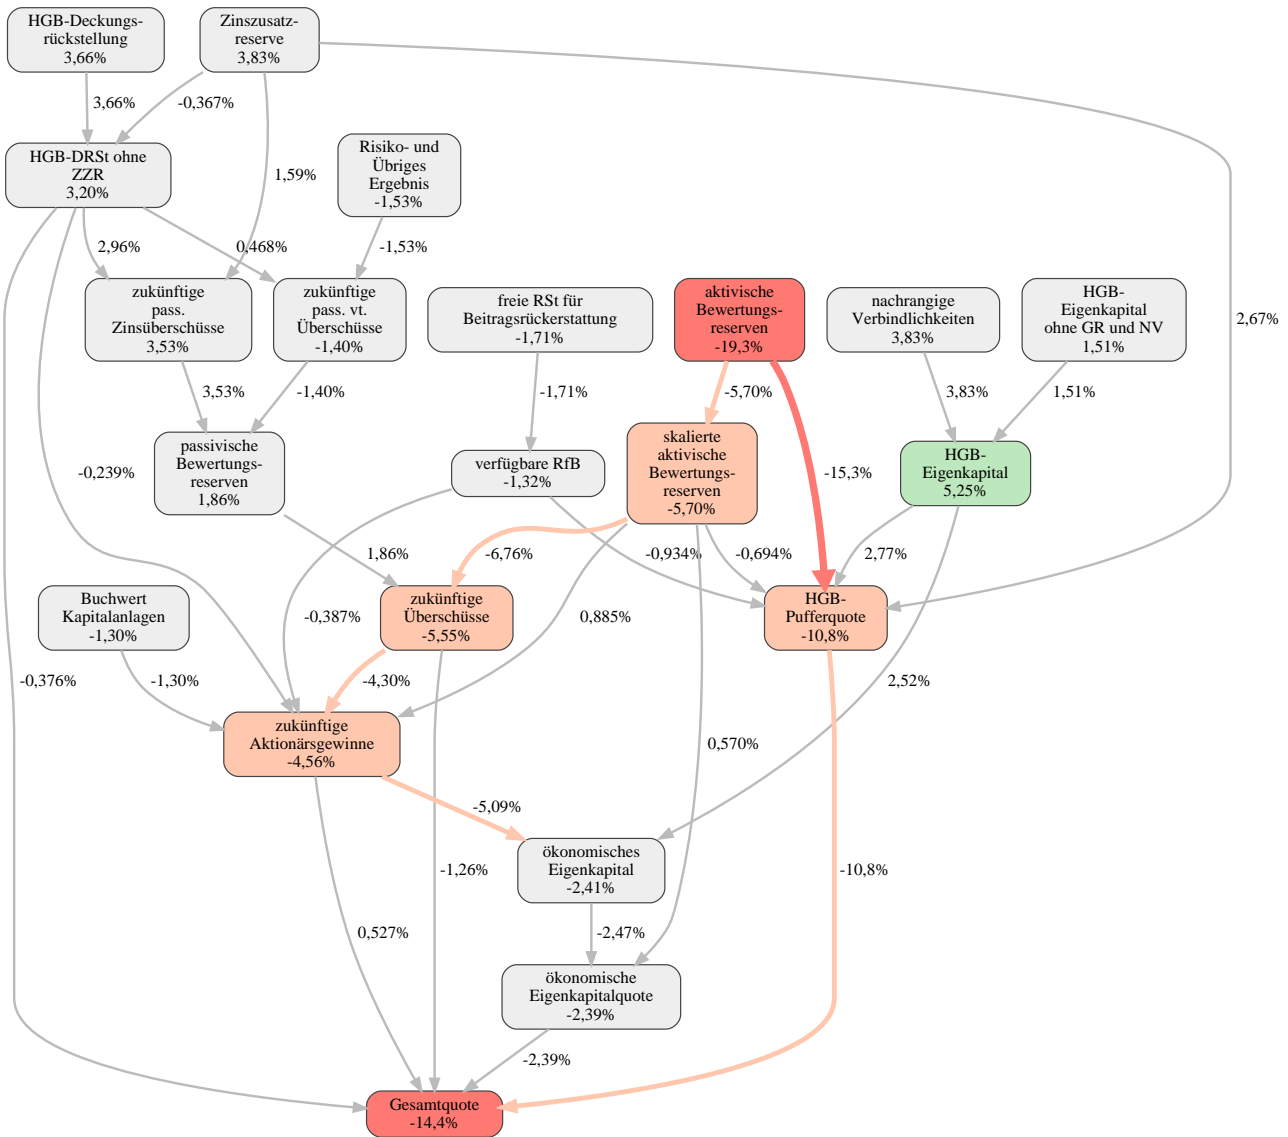 HGB-Deckungs-
rückstellung
3,66%
Zinszusatz-
reserve
3,83%
3,66%
-0,367%
HGB-DRSt ohne
ZZR
3,20%
Risiko- und
Übriges
Ergebnis
-1,53%
1,59%
2,96%
0,468%
-1,53%
zukünftige
pass.
Zinsüberschüsse
3,53%
zukünftige
pass. vt.
Überschüsse
-1,40%
freie RSt für
Beitragsrückerstattung
-1,71%
aktivische
Bewertungs-
reserven
-19,3%
nachrangige
Verbindlichkeiten
3,83%
HGB-
Eigenkapital
ohne GR und NV
1,51%
2,67%
3,53%
-1,40%
-1,71%
-5,70%
3,83%
1,51%
passivische
Bewertungs-
reserven
1,86%
-0,239%
verfügbare RfB
-1,32%
skalierte
aktivische
Bewertungs-
reserven
-5,70%
-15,3%
HGB-
Eigenkapital
5,25%
1,86%
-6,76%
-0,934%
-0,694%
2,77%
Buchwert
Kapitalanlagen
-1,30%
-0,387%
zukünftige
Überschüsse
-5,55%
0,885%
HGB-
Pufferquote
-10,8%
-0,376%
-1,30%
-4,30%
2,52%
zukünftige
Aktionärsgewinne
-4,56%
0,570%
-5,09%
ökonomisches
Eigenkapital
-2,41%
-1,26%
-10,8%
0,527%
-2,47%
ökonomische
Eigenkapitalquote
-2,39%
-2,39%
Gesamtquote
-14,4%